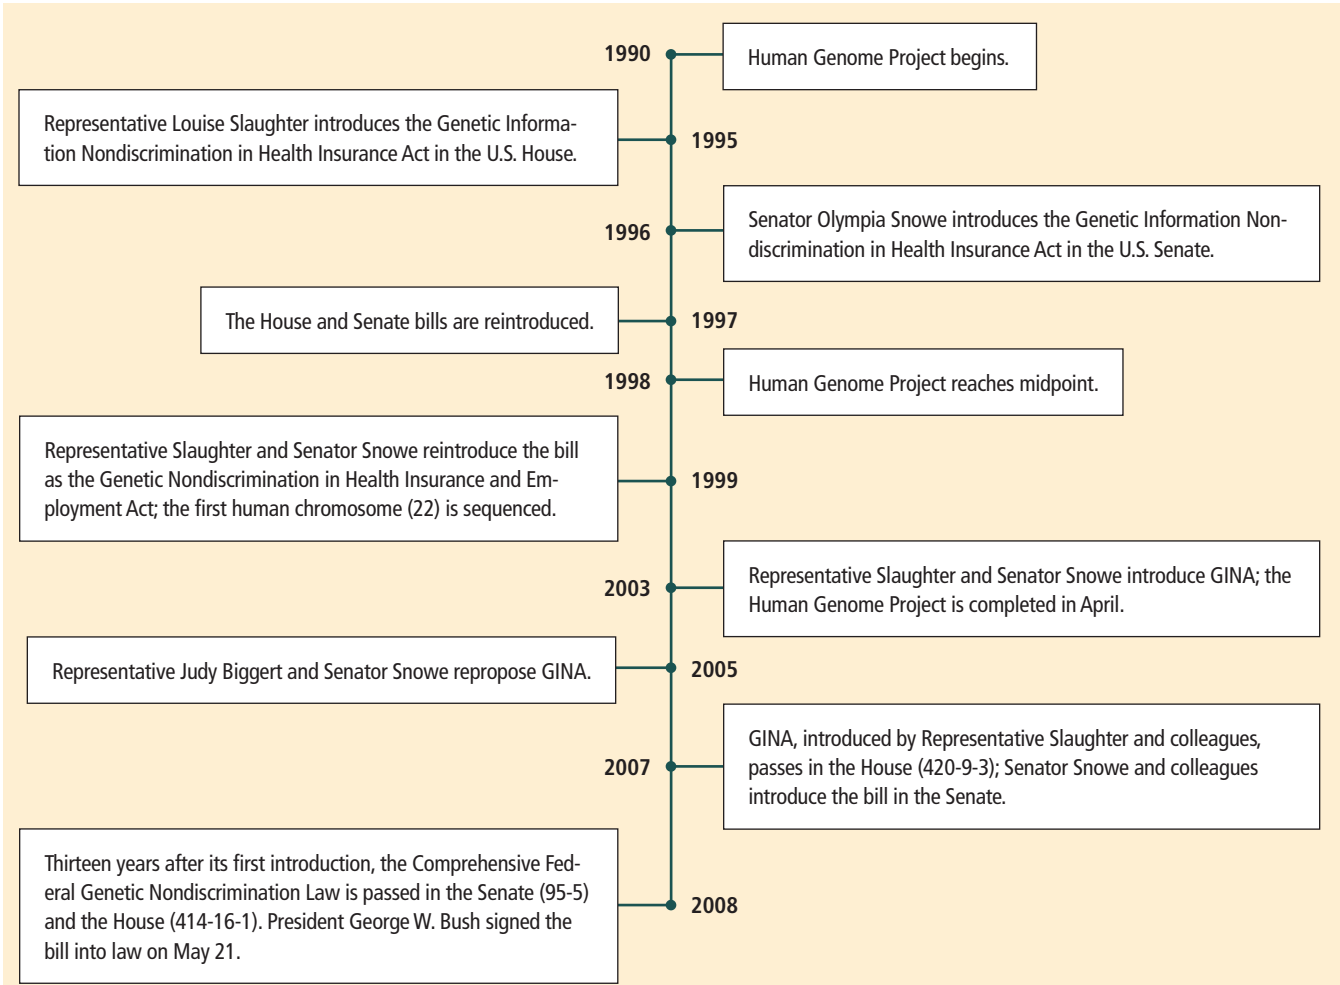 1990
Human Genome Project begins.
Representative Louise Slaughter introduces the Genetic Informa-
tion Nondiscrimination in Health Insurance Act in the U.S. House.
1995
1996
Senator Olympia Snowe introduces the Genetic Information Non-
discrimination in Health Insurance Act in the U.S. Senate.
The House and Senate bills are reintroduced.
1997
1998
Human Genome Project reaches midpoint.
Representative Slaughter and Senator Snowe reintroduce the bill
as the Genetic Nondiscrimination in Health Insurance and Em-
ployment Act; the first human chromosome (22) is sequenced.
1999
2003
Representative Slaughter and Senator Snowe introduce GINA; the
Human Genome Project is completed in April.
Representative Judy Biggert and Senator Snowe repropose GINA.
2005
2007
GINA, introduced by Representative Slaughter and colleagues,
passes in the House (420-9-3); Senator Snowe and colleagues
introduce the bill in the Senate.
Thirteen years after its first introduction, the Comprehensive Fed-
eral Genetic Nondiscrimination Law is passed in the Senate (95-5)
and the House (414-16-1). President George W. Bush signed the
bill into law on May 21.
2008